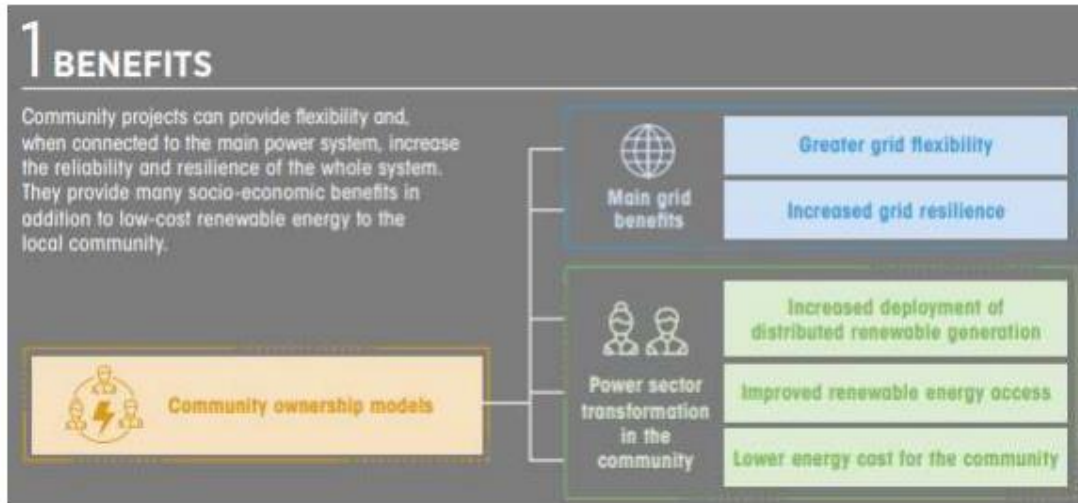 1 BENEFITS
Community projects can provide flexibility and,
when connected to the main power system, increase
the reliability and resilience of the whole system.
They provide many socio-economic benefits in
addition to low-cost renewable energy to the
local community.
Community ownership models
Main grid
benefits
Greater grid flexibility
Increased grid resilience
Power sector
transformation
in the
community
Increased deployment of
distributed renewable generation
Improved renewable energy access
Lower energy cost for the community